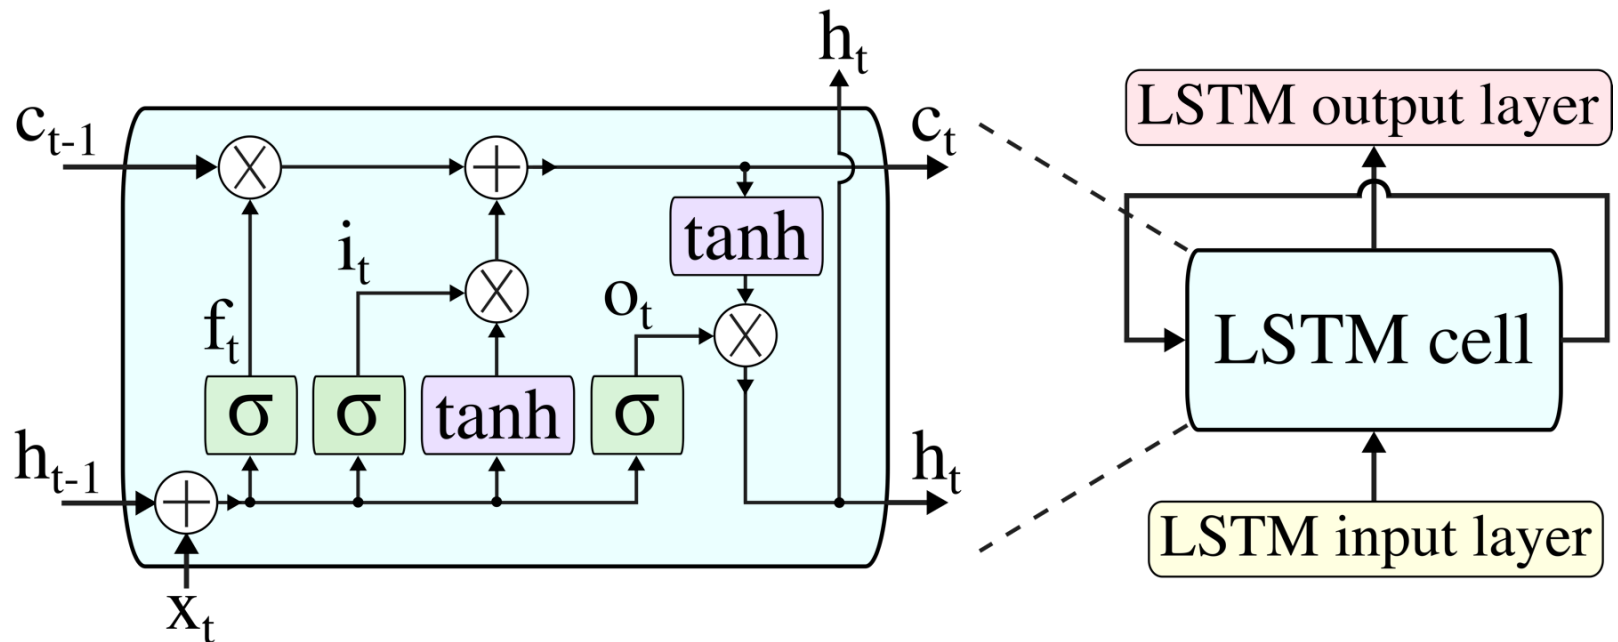 h_t
c_{t-1}
c_t
LSTM output layer
tanh
i_t
o_t
f_t
LSTM cell
σ
σ
tanh
σ
h_{t-1}
h_t
LSTM input layer
x_t